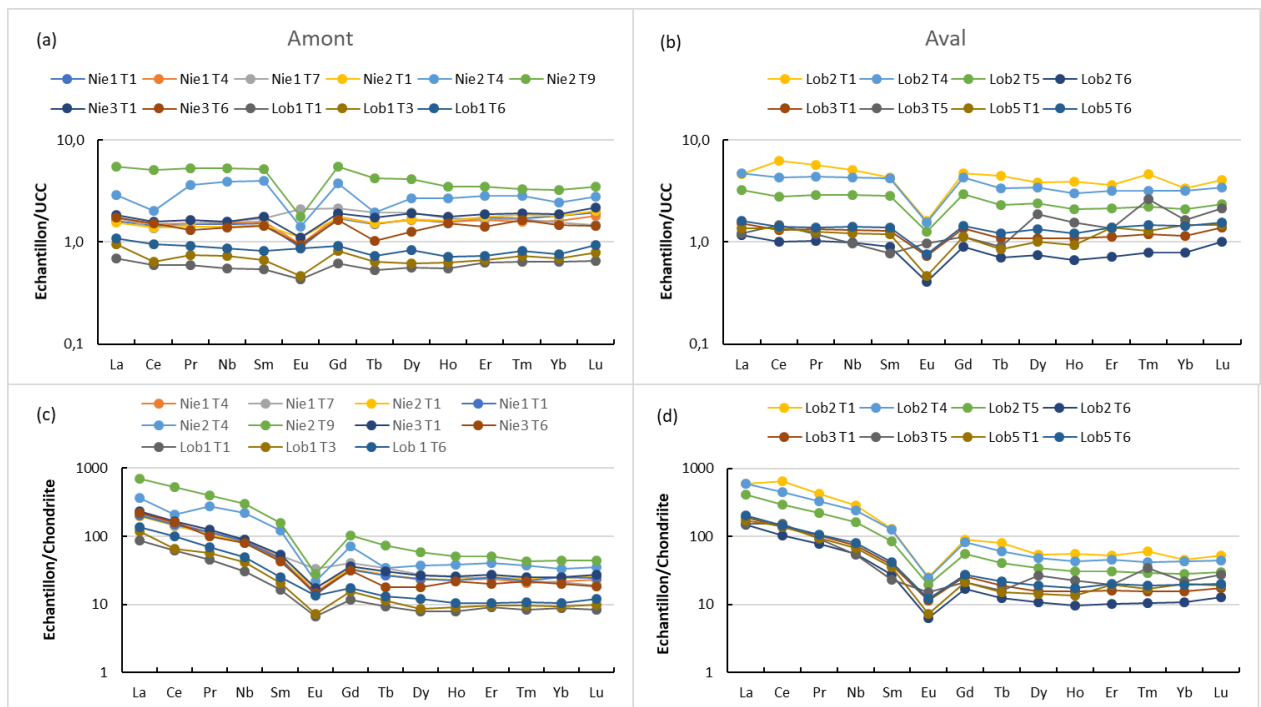 (a) Amont
Nie1 T1 Nie1 T4 Nie1 T7 Nie2 T1 Nie2 T4 Nie2 T9
Nie3 T1 Nie3 T6 Lob1 T1 Lob1 T3 Lob1 T6
Echantillon/UCC
10,0
1,0
0,1
La Ce Pr Nb Sm Eu Gd Tb Dy Ho Er Tm Yb Lu
(b) Aval
Lob2 T1 Lob2 T4 Lob2 T5 Lob2 T6
Lob3 T1 Lob3 T5 Lob5 T1 Lob5 T6
Echantillon/UCC
10,0
1,0
0,1
La Ce Pr Nb Sm Eu Gd Tb Dy Ho Er Tm Yb Lu
(c)
Nie1 T4 Nie1 T7 Nie2 T1 Nie1 T1
Nie2 T4 Nie2 T9 Nie3 T1 Nie3 T6
Lob1 T1 Lob1 T3 Lob 1 T6
Echantillon/Chondriite
1000
100
10
1
La Ce Pr Nb Sm Eu Gd Tb Dy Ho Er Tm Yb Lu
(d)
Lob2 T1 Lob2 T4 Lob2 T5 Lob2 T6
Lob3 T1 Lob3 T5 Lob5 T1 Lob5 T6
Echantillon/Chondrite
1000
100
10
1
La Ce Pr Nb Sm Eu Gd Tb Dy Ho Er Tm Yb Lu